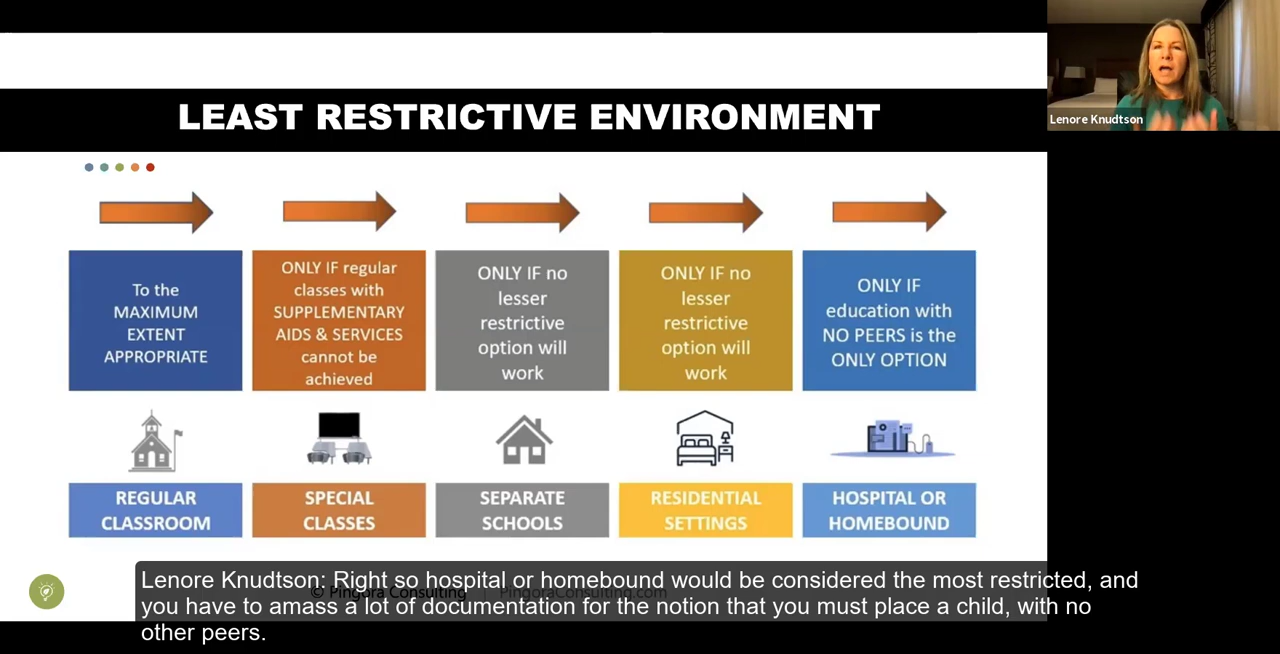 LEAST RESTRICTIVE ENVIRONMENT
Lenore Knudtson
To the
MAXIMUM
EXTENT
APPROPRIATE
ONLY IF regular
classes with
SUPPLEMENTARY
AIDS & SERVICES
cannot be
achieved
ONLY IF no
lesser
restrictive
option will
work
ONLY IF no
lesser
restrictive
option will
work
ONLY IF
education with
NO PEERS is the
ONLY OPTION
REGULAR
CLASSROOM
SPECIAL
CLASSES
SEPARATE
SCHOOLS
RESIDENTIAL
SETTINGS
HOSPITAL OR
HOMEBOUND
Lenore Knudtson: Right so hospital or homebound would be considered the most restricted, and
© Pingora Consulting | PingoraConsulting.com
you have to amass a lot of documentation for the notion that you must place a child, with no
other peers.